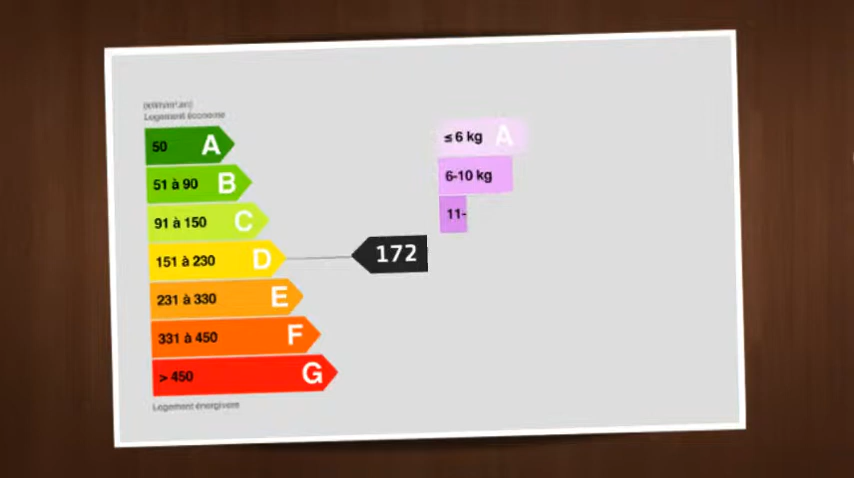 Logement économe
50 A
51 à 90 B
91 à 150 C
151 à 230 D
172
231 à 330 E
331 à 450 F
> 450 G
Logement énergivore
≤ 6 kg A
6-10 kg
11-